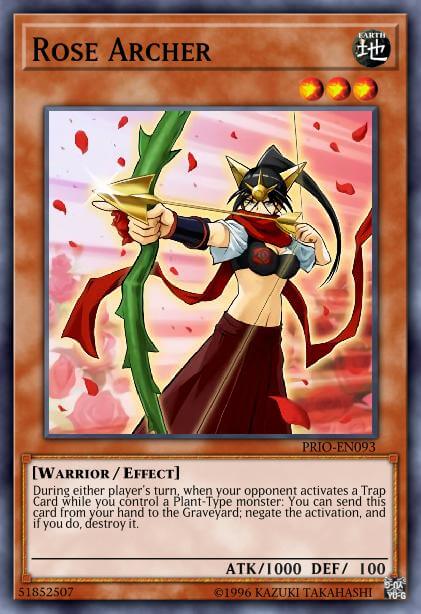 ROSE ARCHER
EARTH
地
PRIO-EN093
[WARRIOR/EFFECT]
During either player's turn, when your opponent activates a Trap
Card while you control a Plant-Type monster: You can send this
card from your hand to the Graveyard; negate the activation, and
if you do, destroy it.
ATK/1000 DEF/ 100
51852507
©1996 KAZUKI TAKAHASHI